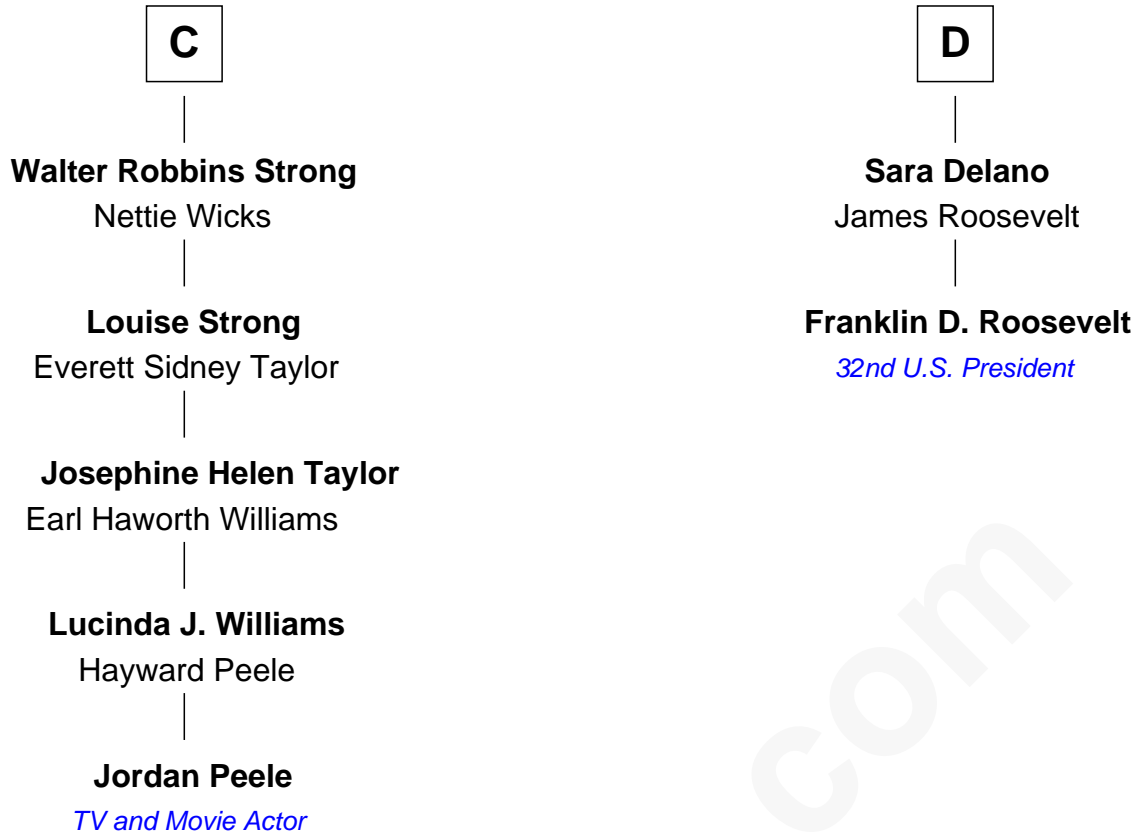 C
Walter Robbins Strong
Nettie Wicks
Louise Strong
Everett Sidney Taylor
Josephine Helen Taylor
Earl Haworth Williams
Lucinda J. Williams
Hayward Peele
Jordan Peele
TV and Movie Actor
D
Sara Delano
James Roosevelt
Franklin D. Roosevelt
32nd U.S. President
com